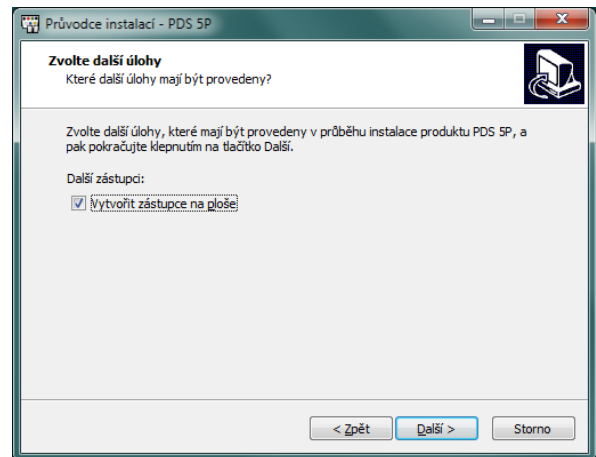 Průvodce instalací - PDS 5P
Zvolte další úlohy
Které další úlohy mají být provedeny?
Zvolte další úlohy, které mají být provedeny v průběhu instalace produktu PDS 5P, a
pak pokračujte klepnutím na tlačítko Další.
Další zástupci:
Vytvořit zástupce na ploše
< Zpět
Další >
Storno